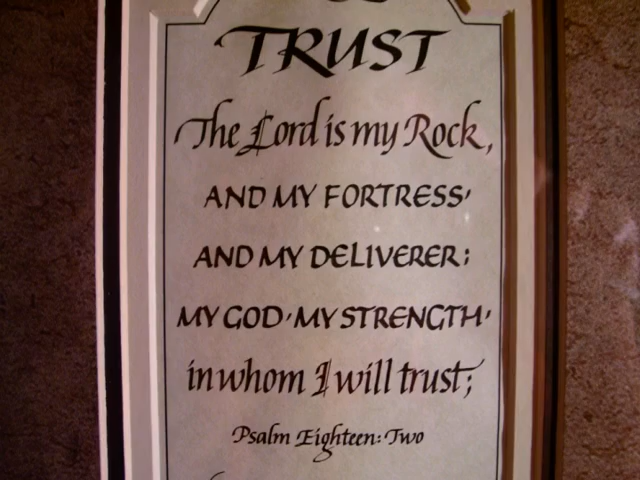 TRUST
The Lord is my Rock,
AND MY FORTRESS,
AND MY DELIVERER;
MY GOD, MY STRENGTH,
in whom I will trust;
Psalm Eighteen: Two